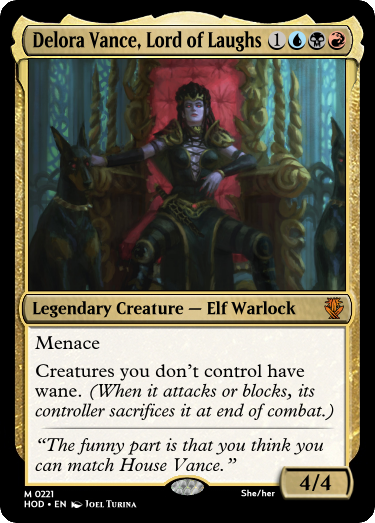 Delora Vance, Lord of Laughs 1
Legendary Creature — Elf Warlock
Menace
Creatures you don't control have
wane. (When it attacks or blocks, its
controller sacrifices it at end of combat.)
"The funny part is that you think you
can match House Vance."
4/4
M 0221
She/her
HOD • EN Joel Turina